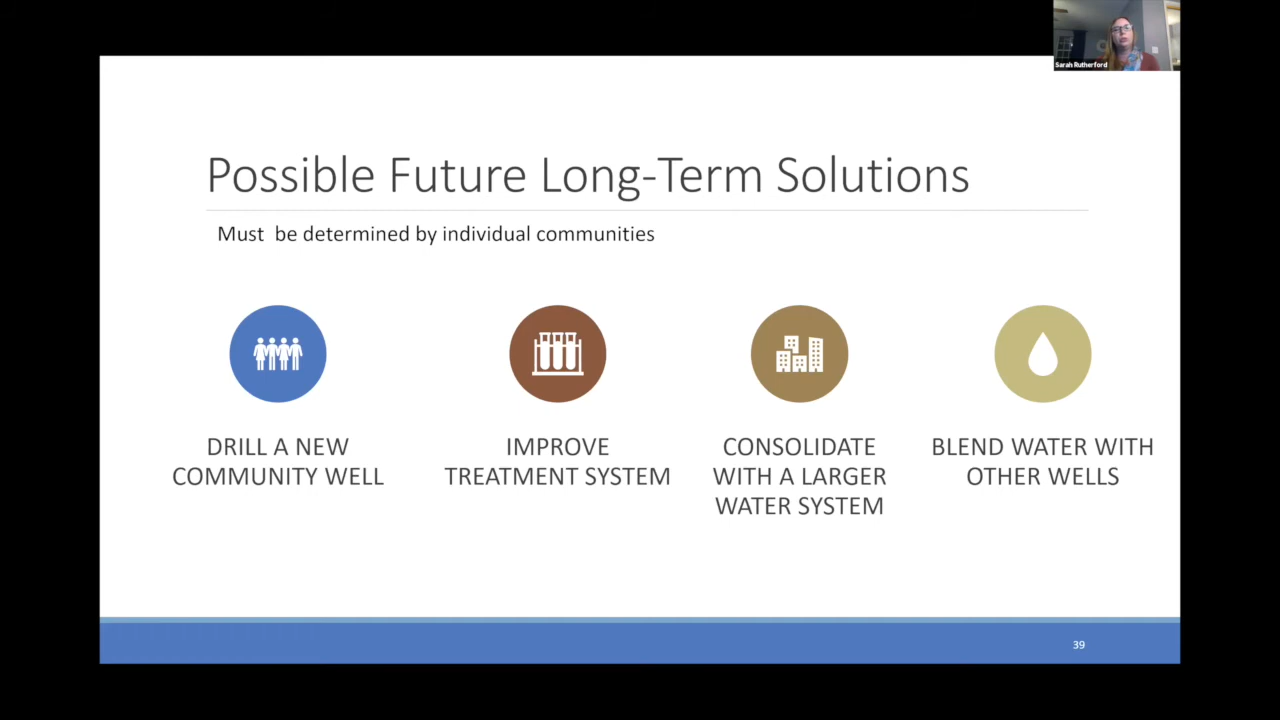 Sarah Rutherford
Possible Future Long-Term Solutions
Must  be determined by individual communities
DRILL A NEW
COMMUNITY WELL
IMPROVE
TREATMENT SYSTEM
CONSOLIDATE
WITH A LARGER
WATER SYSTEM
BLEND WATER WITH
OTHER WELLS
39